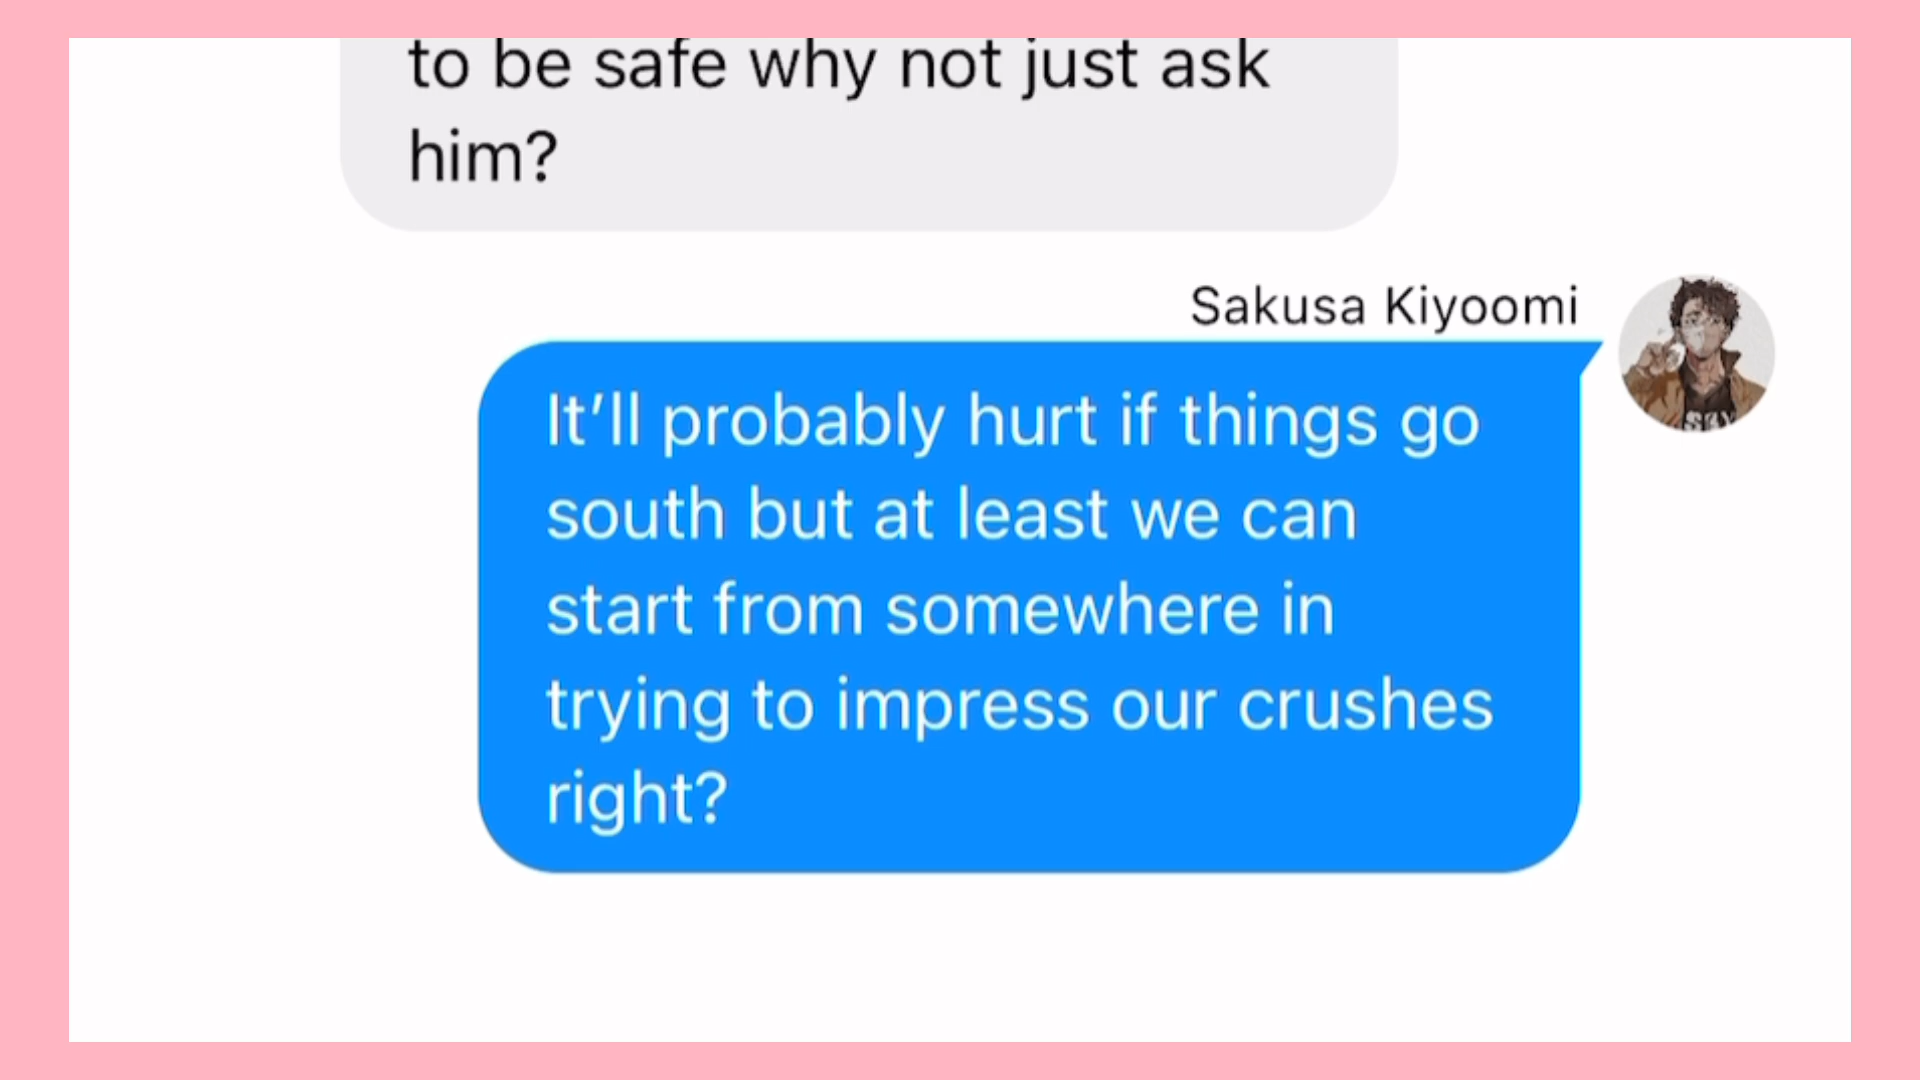 to be safe why not just ask
him?
Sakusa Kiyoomi
It’ll probably hurt if things go
south but at least we can
start from somewhere in
trying to impress our crushes
right?